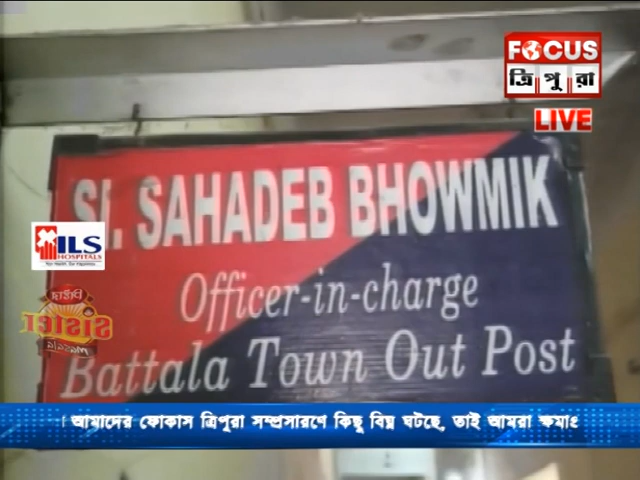 FOCUS
ত্রিপুরা
LIVE
SI. SAHADEB BHOWMIK
Officer-in-charge
Battala Town Out Post
ILS
HOSPITALS
sister
আমাদের ফোকাস ত্রিপুরা সম্প্রসারণে কিছু বিঘ্ন ঘটছে, তাই আমরা